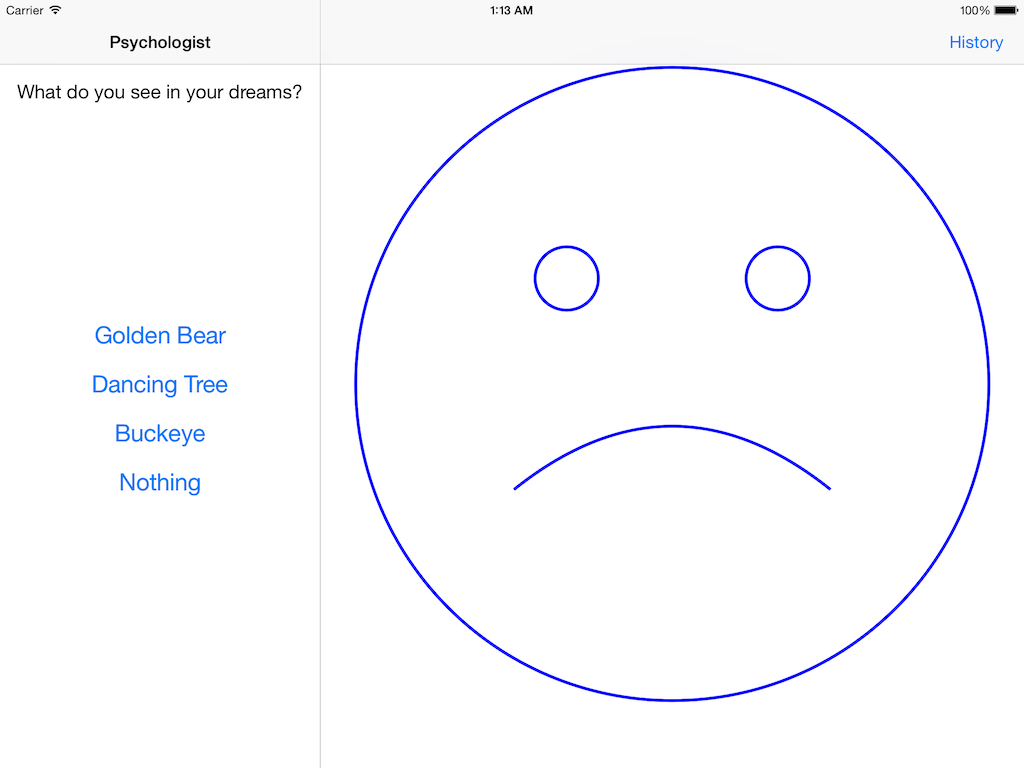 Carrier 1:13 AM 100%
Psychologist History
What do you see in your dreams?
Golden Bear
Dancing Tree
Buckeye
Nothing